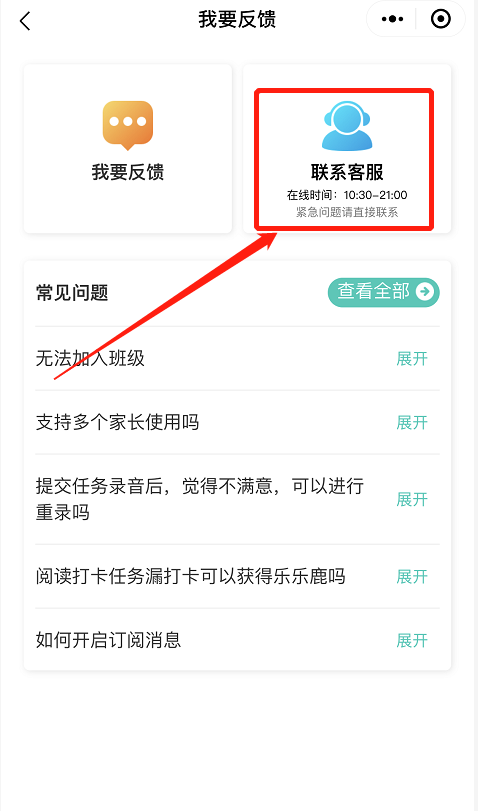 我要反馈
我要反馈
联系客服
在线时间：10:30-21:00
紧急问题请直接联系
常见问题
查看全部
无法加入班级
展开
支持多个家长使用吗
展开
提交任务录音后，觉得不满意，可以进行
重录吗
展开
阅读打卡任务漏打卡可以获得乐乐鹿吗
展开
如何开启订阅消息
展开